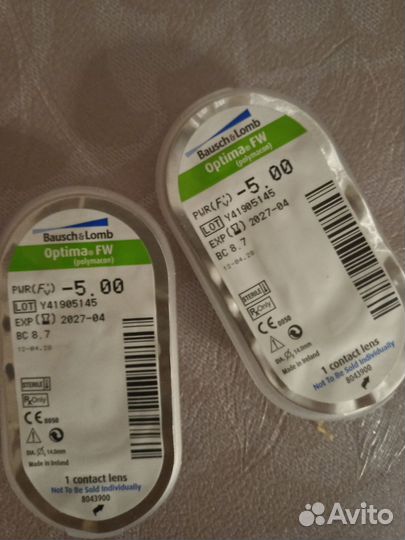 Bausch&Lomb
Optima® FW
(polymacon)
PWR -5.00
LOT Y41905145
EXP 2027-04
BC 8.7
STERILE
Rx Only
CE 0050
DIA. 14.0mm
Made in Ireland
1 contact lens
Not To Be Sold Individually
8043900
Bausch&Lomb
Optima® FW
(polymacon)
PWR -5.00
LOT Y41905145
EXP 2027-04
BC 8.7
STERILE
Rx Only
CE 0050
DIA. 14.0mm
Made in Ireland
1 contact lens
Not To Be Sold Individually
8043900
Avito